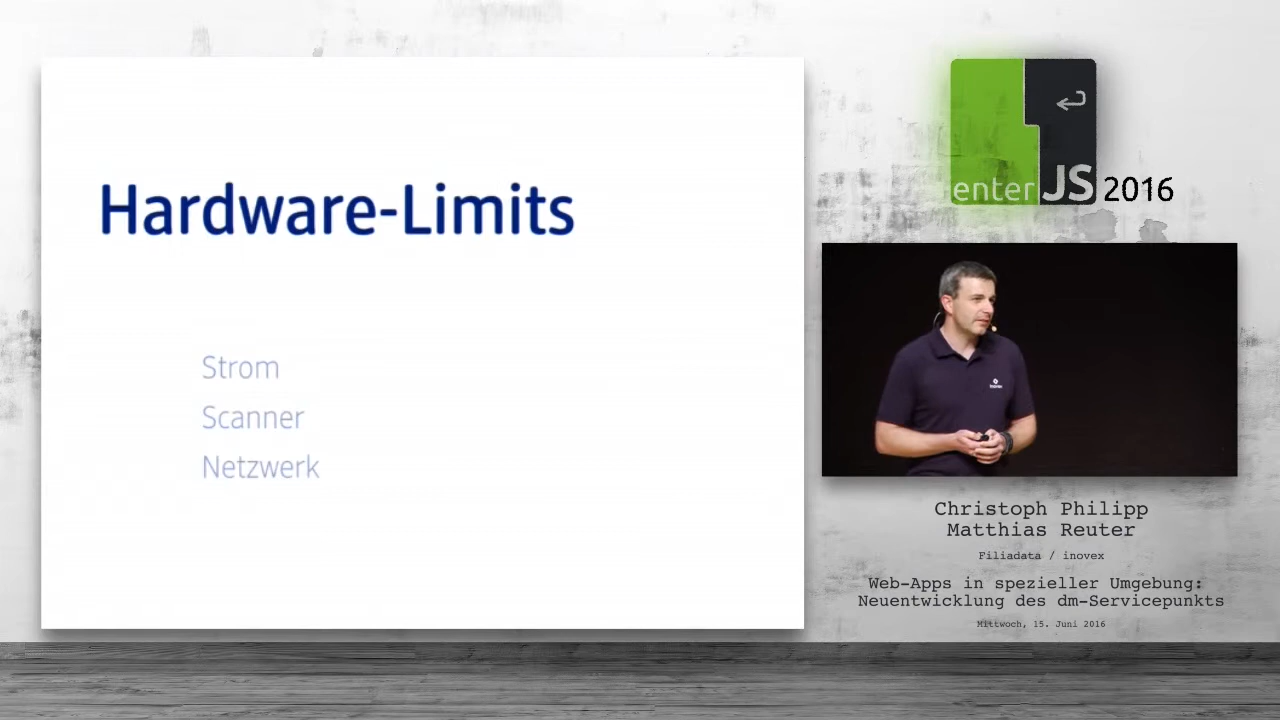 Hardware-Limits
Strom
Scanner
Netzwerk
enterJS 2016
Christoph Philipp
Matthias Reuter
Filiadata / inovex
Web-Apps in spezieller Umgebung:
Neuentwicklung des dm-Servicepunkts
Mittwoch, 15. Juni 2016